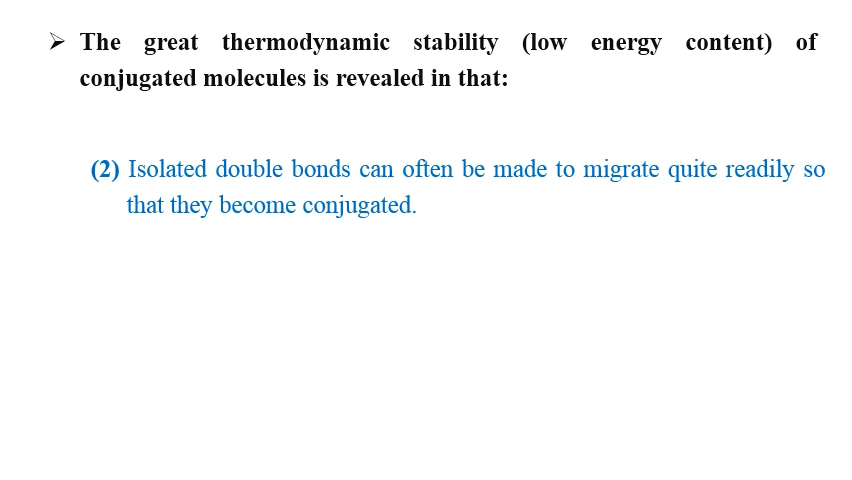 ➢ The great thermodynamic stability (low energy content) of
conjugated molecules is revealed in that:
(2) Isolated double bonds can often be made to migrate quite readily so
that they become conjugated.